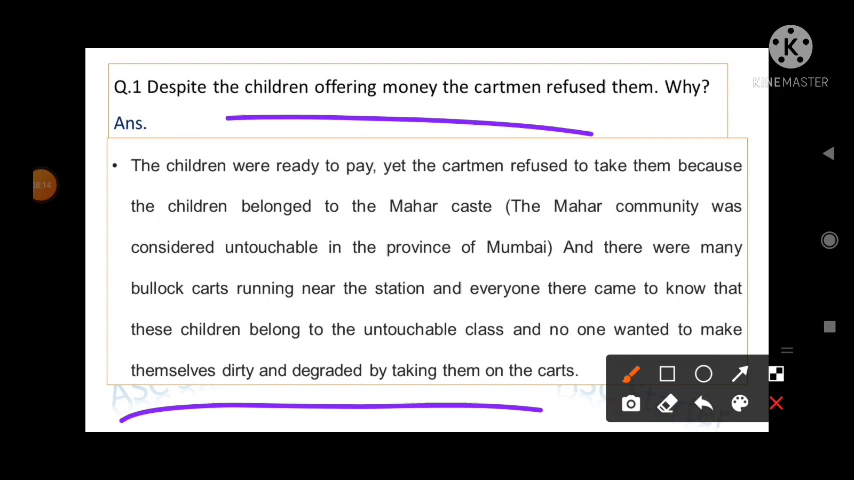 KINEMASTER
Q.1 Despite the children offering money the cartmen refused them. Why?
Ans.
• The children were ready to pay, yet the cartmen refused to take them because
the children belonged to the Mahar caste (The Mahar community was
considered untouchable in the province of Mumbai) And there were many
bullock carts running near the station and everyone there came to know that
these children belong to the untouchable class and no one wanted to make
themselves dirty and degraded by taking them on the carts.